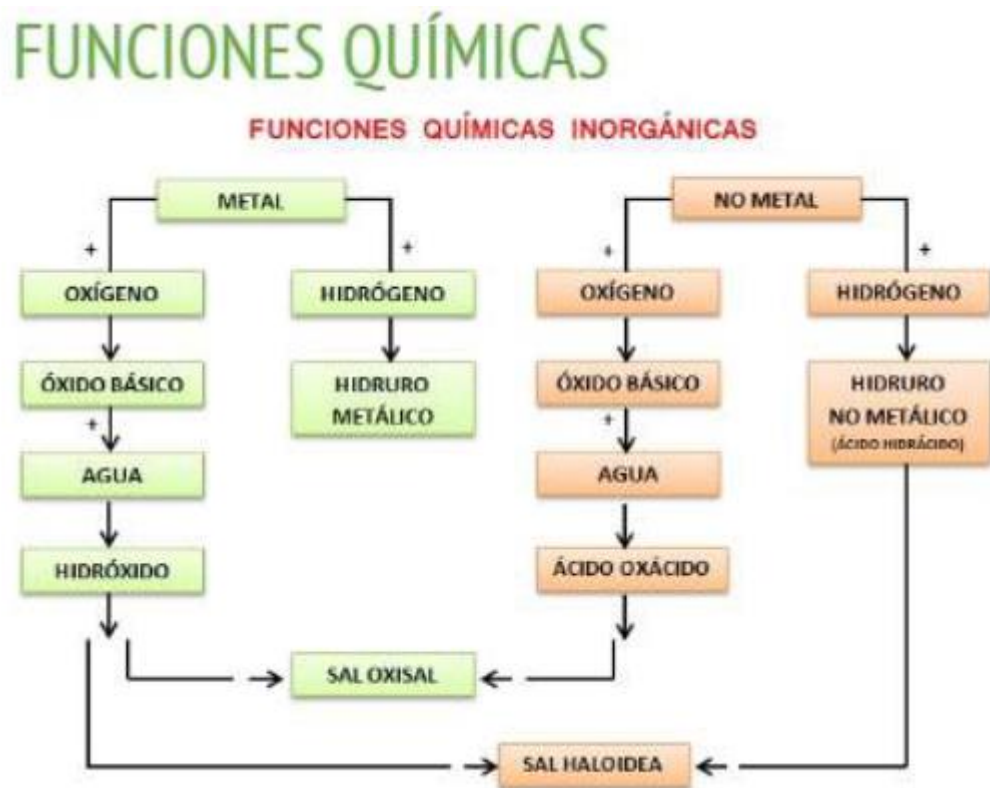 FUNCIONES QUÍMICAS
FUNCIONES QUÍMICAS INORGÁNICAS
METAL
NO METAL
+
+
+
+
OXÍGENO
HIDRÓGENO
OXÍGENO
HIDRÓGENO
ÓXIDO BÁSICO
HIDRURO
METÁLICO
ÓXIDO BÁSICO
HIDRURO
NO METÁLICO
(ÁCIDO HIDRÁCIDO)
+
+
AGUA
AGUA
HIDRÓXIDO
ÁCIDO OXÁCIDO
SAL OXISAL
SAL HALOIDEA